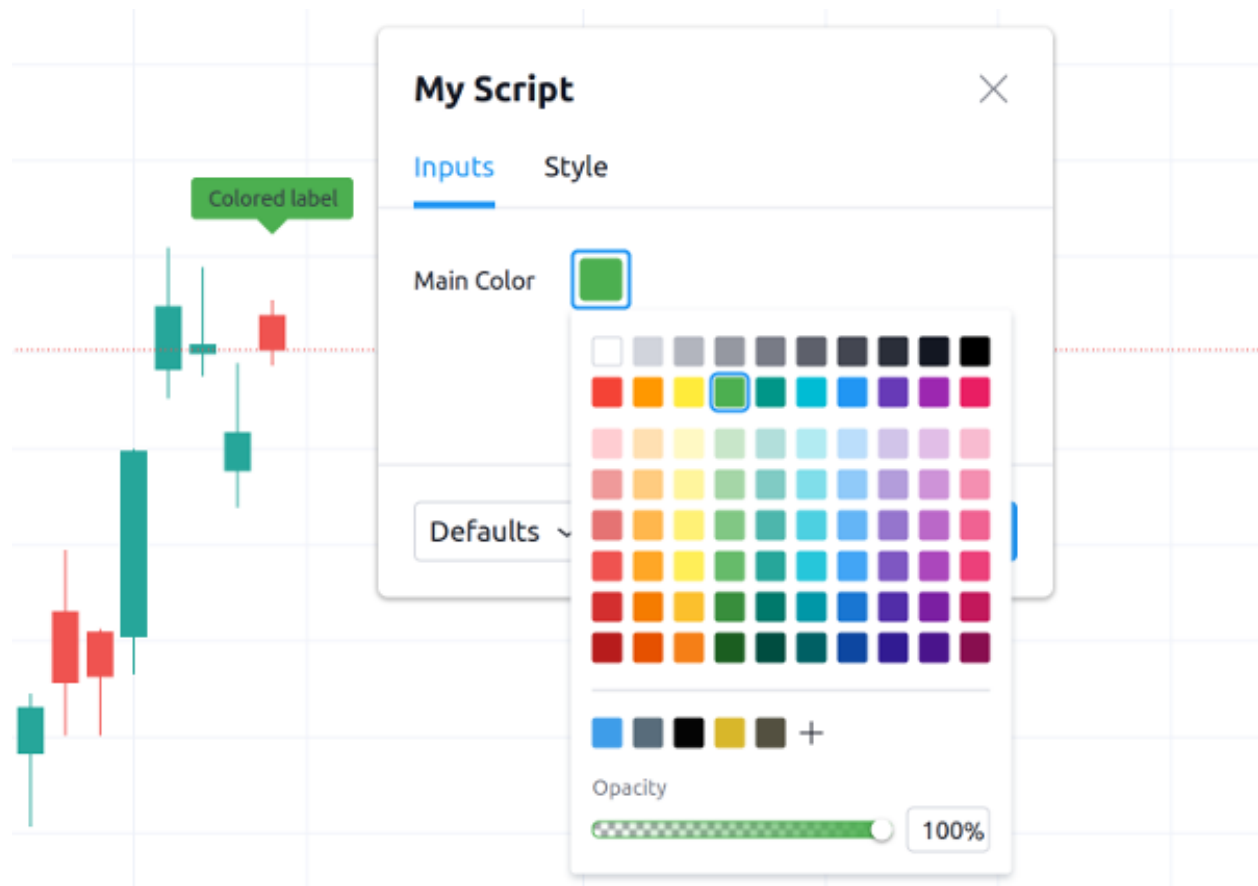 My Script
Inputs Style
Colored label
Main Color
Defaults
Opacity
100%